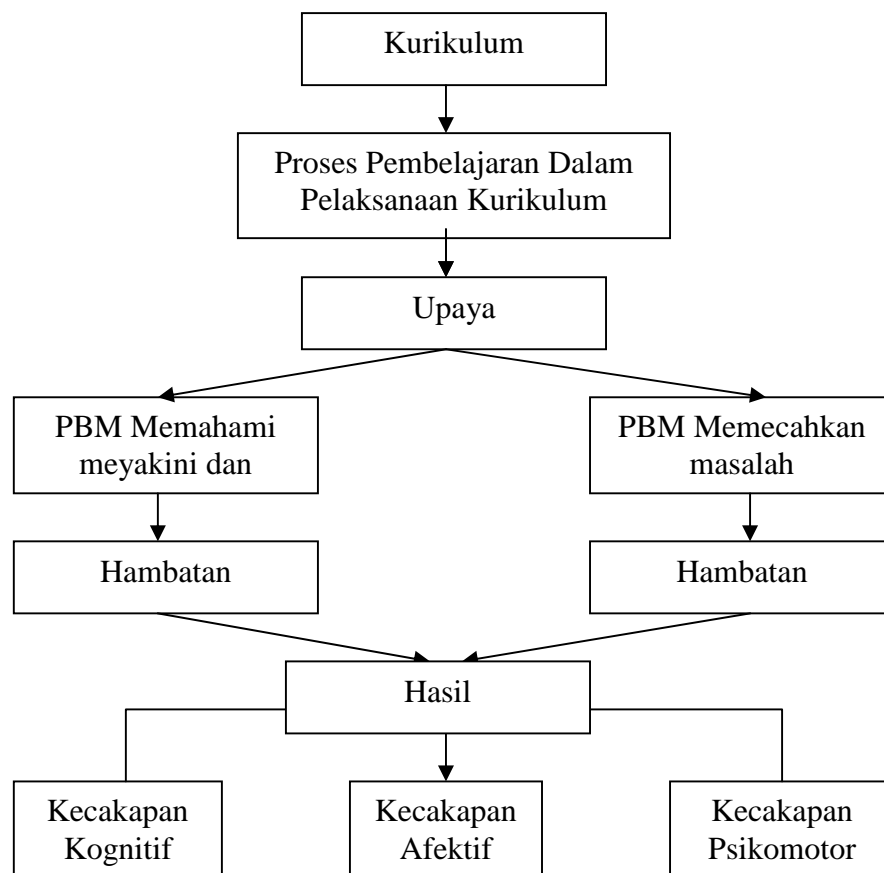 Kurikulum
Proses Pembelajaran Dalam
Pelaksanaan Kurikulum
Upaya
PBM Memahami
meyakini dan
PBM Memecahkan
masalah
Hambatan
Hambatan
Hasil
Kecakapan
Kognitif
Kecakapan
Afektif
Kecakapan
Psikomotor